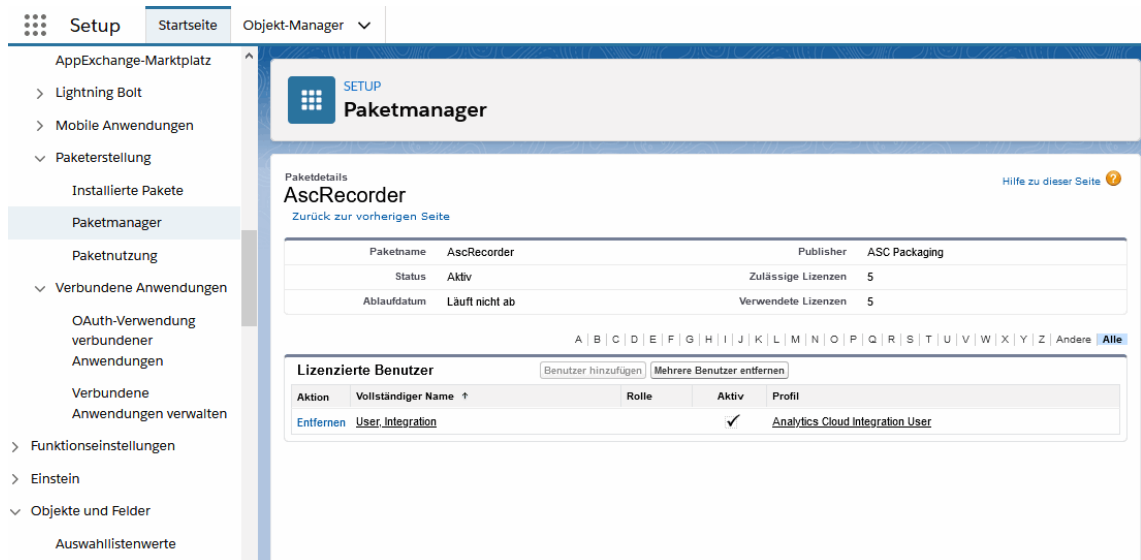 Setup
Startseite
Objekt-Manager
AppExchange-Marktplatz
Lightning Bolt
Mobile Anwendungen
Paketerstellung
Installierte Pakete
Paketmanager
Paketnutzung
Verbundene Anwendungen
OAuth-Verwendung
verbundener
Anwendungen
Verbundene
Anwendungen verwalten
Funktionseinstellungen
Einstein
Objekte und Felder
Auswahllistenwerte
SETUP
Paketmanager
Paketdetails
AscRecorder
Zurück zur vorherigen Seite
Hilfe zu dieser Seite ?
Paketname AscRecorder Publisher ASC Packaging
Status Aktiv Zulässige Lizenzen 5
Ablaufdatum Läuft nicht ab Verwendete Lizenzen 5
A | B | C | D | E | F | G | H | I | J | K | L | M | N | O | P | Q | R | S | T | U | V | W | X | Y | Z | Andere Alle
Lizenzierte Benutzer Benutzer hinzufügen Mehrere Benutzer entfernen
Aktion Vollständiger Name ↑ Rolle Aktiv Profil
Entfernen User, Integration ✓ Analytics Cloud Integration User